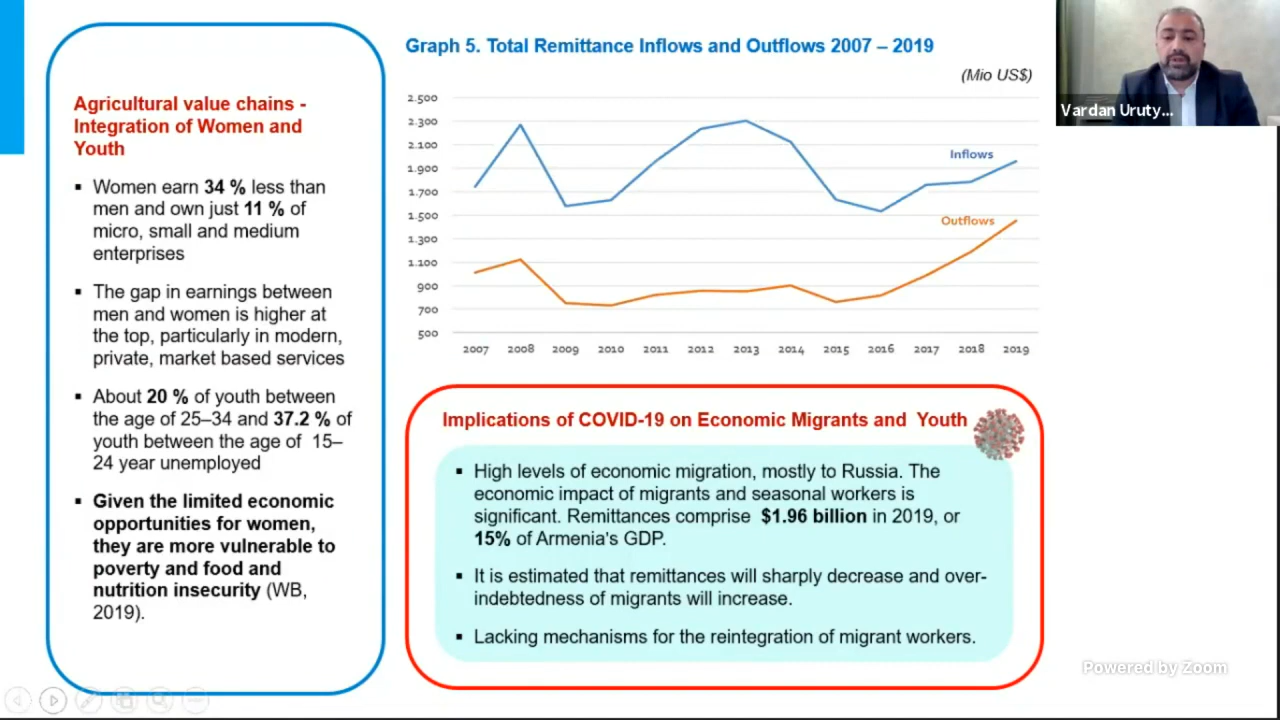 Agricultural value chains -
Integration of Women and
Youth
▪ Women earn 34 % less than
men and own just 11 % of
micro, small and medium
enterprises
▪ The gap in earnings between
men and women is higher at
the top, particularly in modern,
private, market based services
▪ About 20 % of youth between
the age of 25–34 and 37.2 % of
youth between the age of 15–
24 year unemployed
▪ Given the limited economic
opportunities for women,
they are more vulnerable to
poverty and food and
nutrition insecurity (WB,
2019).
Graph 5. Total Remittance Inflows and Outflows 2007 – 2019
(Mio US$)
2.500
2.300
2.100
1.900
1.700
1.500
1.300
1.100
900
700
500
Inflows
Outflows
2007 2008 2009 2010 2011 2012 2013 2014 2015 2016 2017 2018 2019
Implications of COVID-19 on Economic Migrants and Youth
▪ High levels of economic migration, mostly to Russia. The
economic impact of migrants and seasonal workers is
significant. Remittances comprise $1.96 billion in 2019, or
15% of Armenia's GDP.
▪ It is estimated that remittances will sharply decrease and over-
indebtedness of migrants will increase.
▪ Lacking mechanisms for the reintegration of migrant workers.
Vardan Uruty...
Powered by Zoom